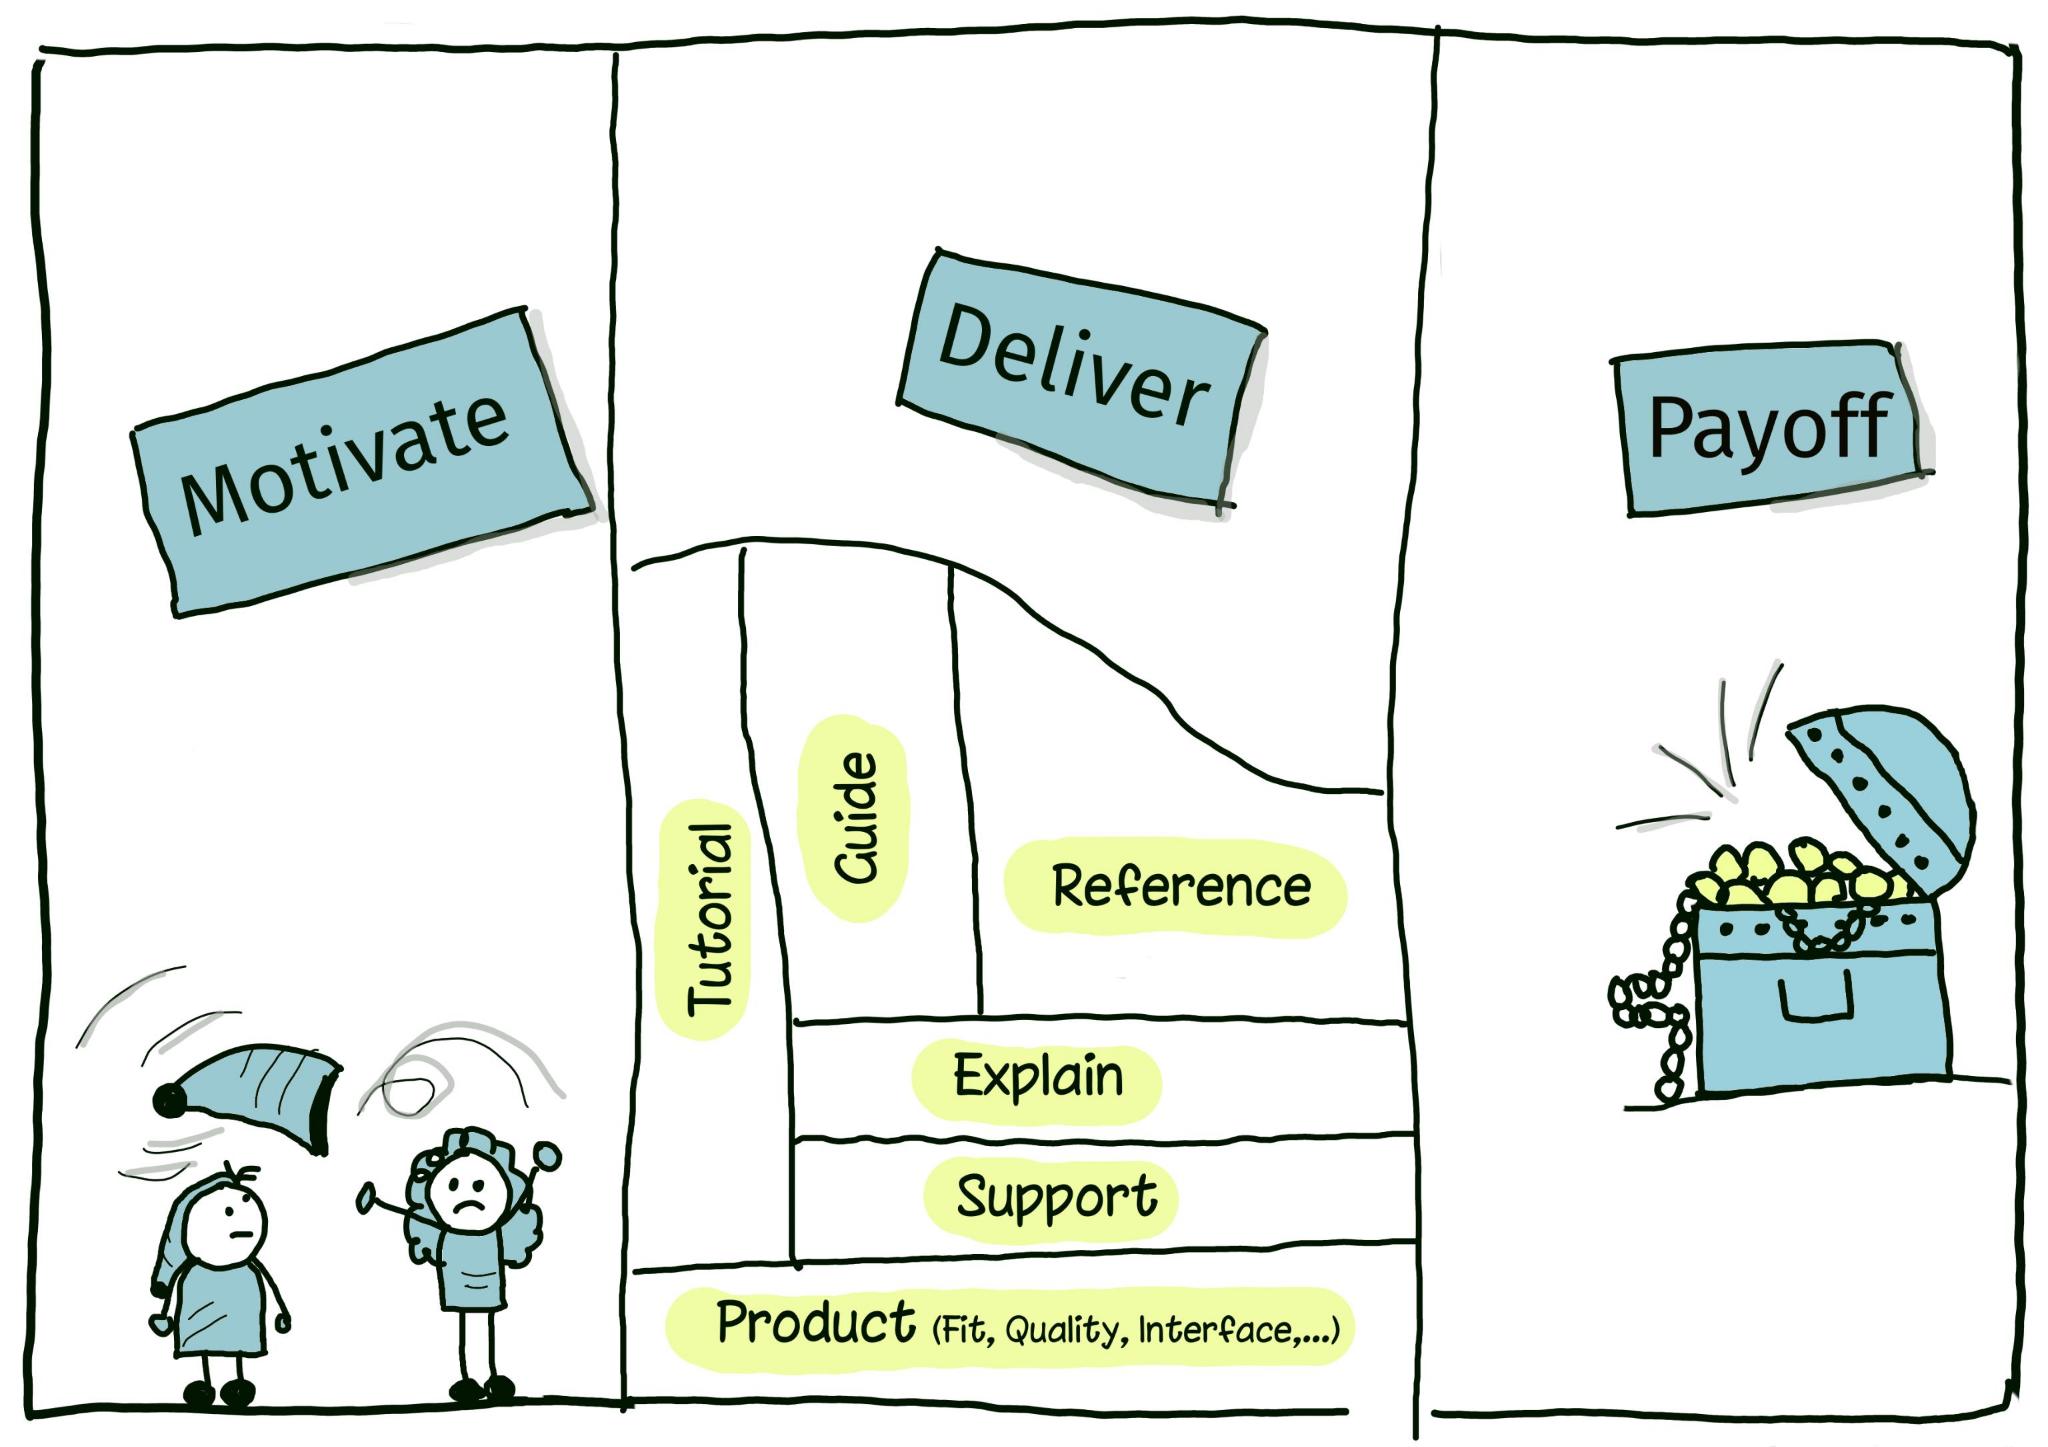 Motivate
Deliver
Payoff
Tutorial
Guide
Reference
Explain
Support
Product (Fit, Quality, Interface,...)